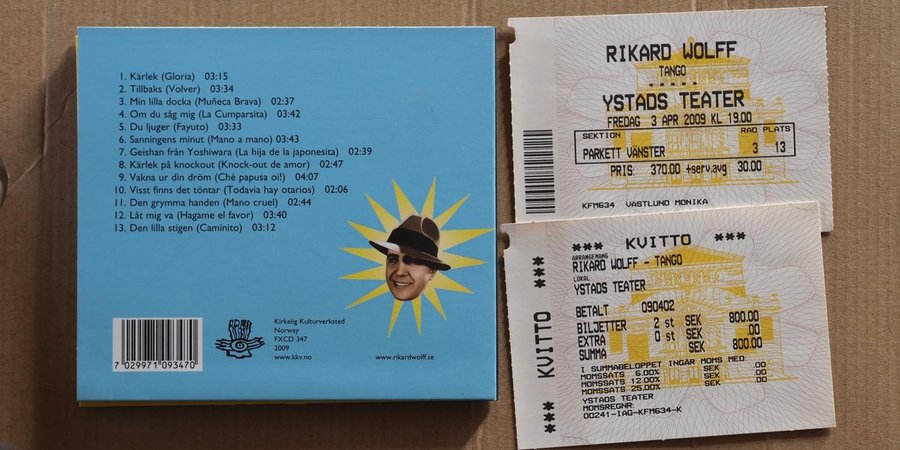 1. Kärlek (Gloria) 03:15
2. Tillbaks (Volver) 03:34
3. Min lilla docka (Muñeca Brava) 02:37
4. Om du såg mig (La Cumparsita) 03:42
5. Du ljuger (Fayuto) 03:33
6. Sanningens minut (Mano a mano) 03:43
7. Geishan från Yoshiwara (La hija de la japonesita) 02:39
8. Kärlek på knockout (Knock-out de amor) 02:47
9. Vakna ur din dröm (Ché papusa oi!) 04:07
10. Visst finns det töntar (Todavia hay otarios) 02:06
11. Den grymma handen (Mano cruel) 02:44
12. Låt mig va (Hagame el favor) 03:40
13. Den lilla stigen (Caminito) 03:12
7 029971 093470
Kirkelig Kulturverksted
Norway
FXCD 347
2009
www.kkv.no
www.rikardwolff.se
RIKARD WOLFF
TANGO
*****
YSTADS TEATER
FREDAG 3 APR 2009 KL 19.00
SEKTION RAD PLATS
PARKETT VÄNSTER 3 13
PRIS: 370.00 +serv.avg 30.00
KFM634 VASTLUND MONIKA
*** KVITTO ***
ARRANGEMANG
RIKARD WOLFF - TANGO
LOKAL
YSTADS TEATER
BETALT 090402
BILJETTER 2 st SEK 800.00
EXTRA 0 st SEK .00
SUMMA SEK 800.00
I SUMMABELOPPET INGÅR MOMS MED:
MOMSSATS 6.00% SEK .00
MOMSSATS 12.00% SEK .00
MOMSSATS 25.00% SEK .00
YSTADS TEATER
MOMSREGNR:
00241-IAG-KFM634-K
*** KVITTO ***